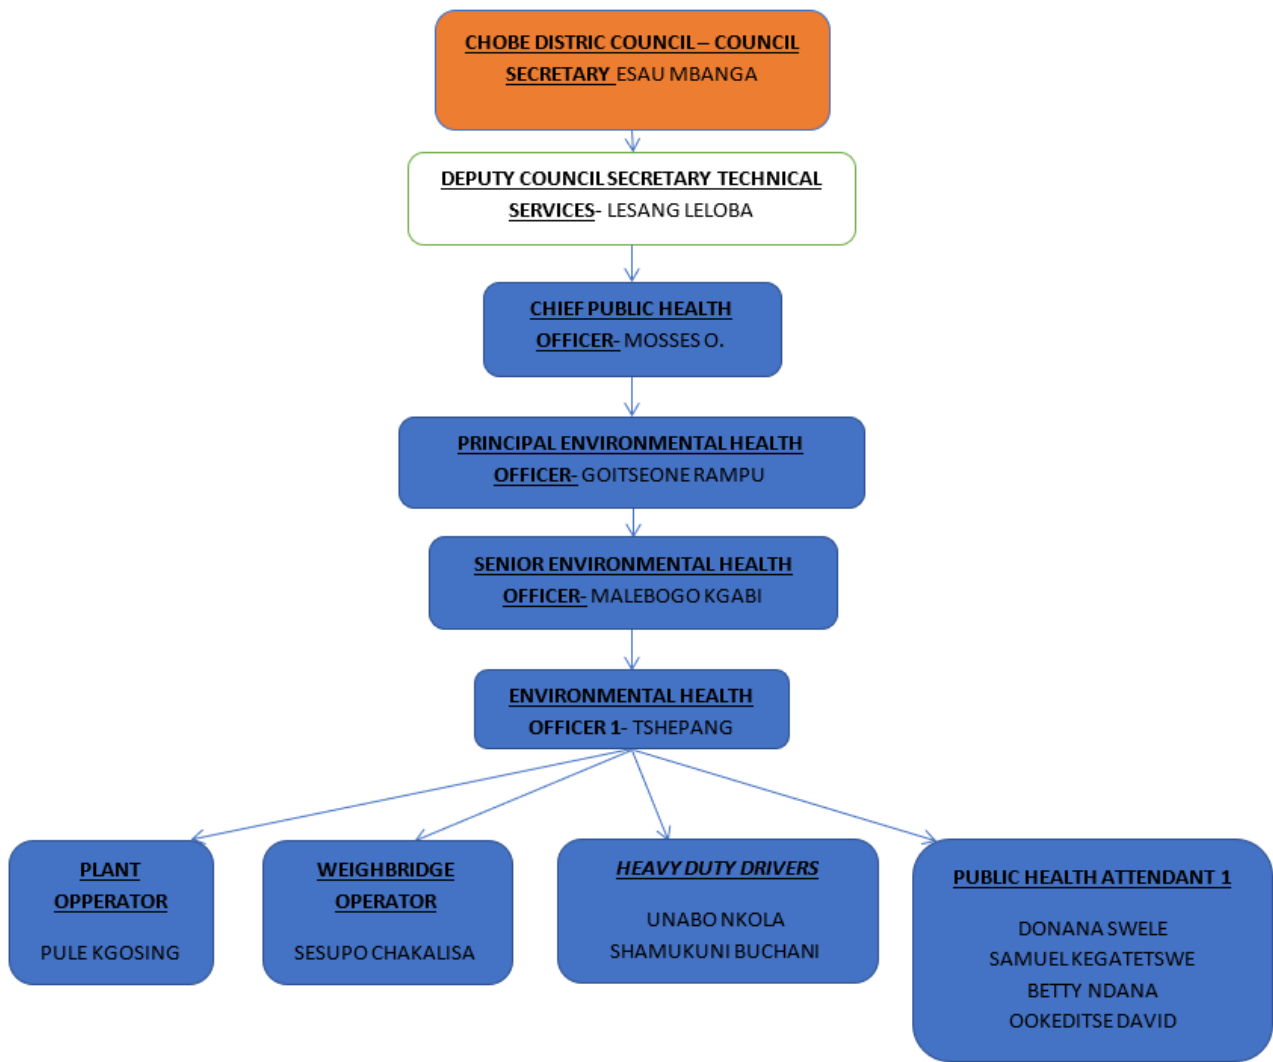 CHOBE DISTRIC COUNCIL – COUNCIL
SECRETARY ESAU MBANGA
DEPUTY COUNCIL SECRETARY TECHNICAL
SERVICES- LESANG LELOBA
CHIEF PUBLIC HEALTH
OFFICER- MOSSES O.
PRINCIPAL ENVIRONMENTAL HEALTH
OFFICER- GOITSEONE RAMPU
SENIOR ENVIRONMENTAL HEALTH
OFFICER- MALEBOGO KGABI
ENVIRONMENTAL HEALTH
OFFICER 1- TSHEPANG
PLANT
OPPERATOR
PULE KGOSING
WEIGHBRIDGE
OPERATOR
SESUPO CHAKALISA
HEAVY DUTY DRIVERS
UNABO NKOLA
SHAMUKUNI BUCHANI
PUBLIC HEALTH ATTENDANT 1
DONANA SWELE
SAMUEL KEGATETSWE
BETTY NDANA
OOKEDITSE DAVID